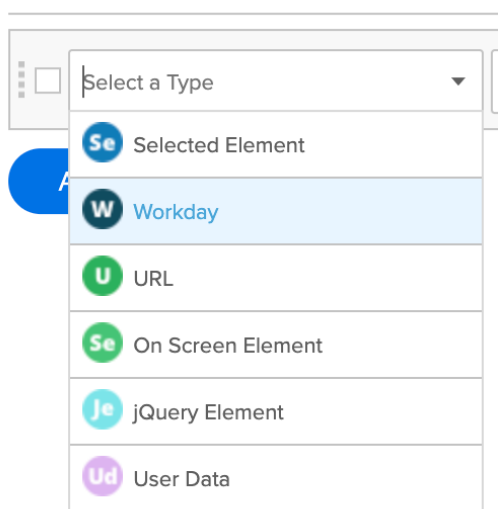 Select a Type
Se Selected Element
W Workday
U URL
Se On Screen Element
Je jQuery Element
Ud User Data